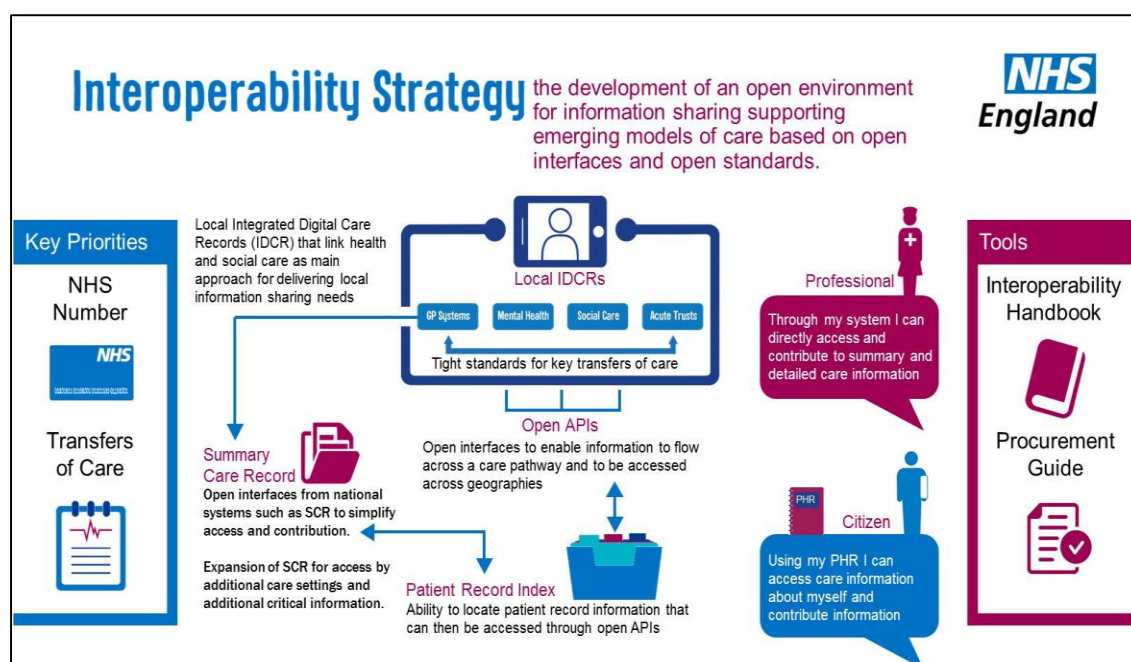 Interoperability Strategy
the development of an open environment
for information sharing supporting
emerging models of care based on open
interfaces and open standards.
NHS
England
Key Priorities
NHS
Number
NHS
Transfers
of Care
Local Integrated Digital Care
Records (IDCR) that link health
and social care as main
approach for delivering local
information sharing needs
Local IDCRs
GP Systems
Mental Health
Social Care
Acute Trusts
Tight standards for key transfers of care
Open APIs
Open interfaces to enable information to flow
across a care pathway and to be accessed
across geographies
Summary
Care Record
Open interfaces from national
systems such as SCR to simplify
access and contribution.
Expansion of SCR for access by
additional care settings and
additional critical information.
Patient Record Index
Ability to locate patient record information that
can then be accessed through open APIs
Professional
Through my system I can
directly access and
contribute to summary and
detailed care information
PHR
Citizen
Using my PHR I can
access care information
about myself and
contribute information
Tools
Interoperability
Handbook
Procurement
Guide